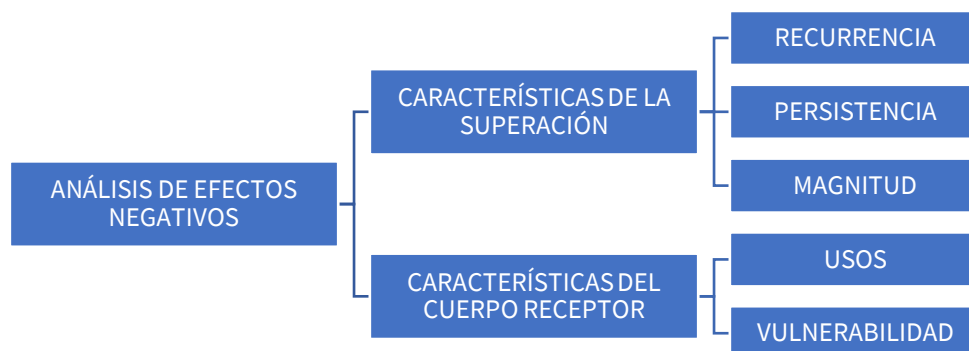 ANÁLISIS DE EFECTOS
NEGATIVOS
CARACTERÍSTICAS DE LA
SUPERACIÓN
RECURRENCIA
PERSISTENCIA
MAGNITUD
CARACTERÍSTICAS DEL
CUERPO RECEPTOR
USOS
VULNERABILIDAD